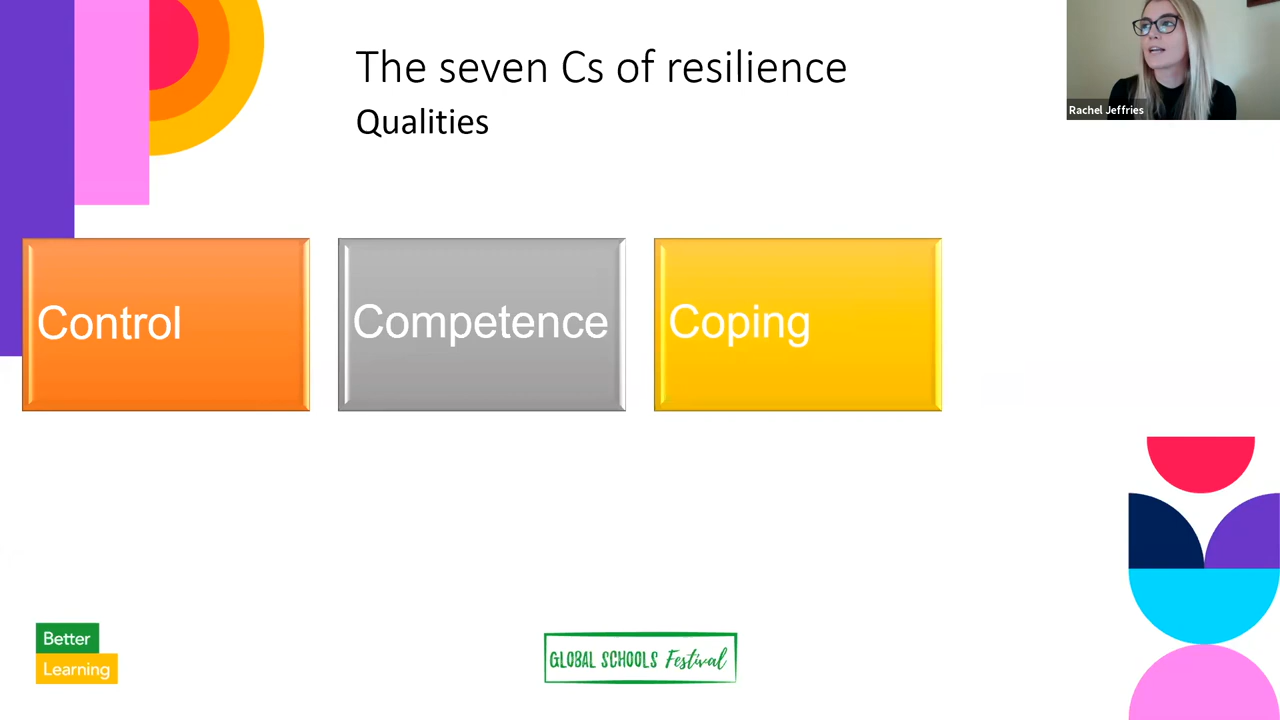 The seven Cs of resilience
Qualities
Rachel Jeffries
Control
Competence
Coping
Better
Learning
GLOBAL SCHOOLS Festival